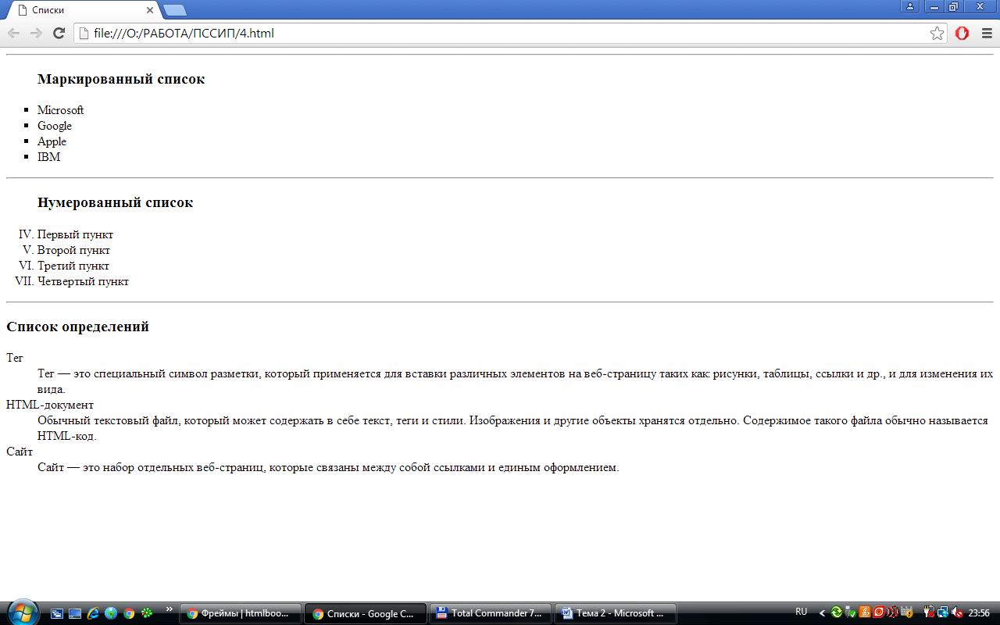 Списки
file:///O:/РАБОТА/ПССИП/4.html
Маркированный список
Microsoft
Google
Apple
IBM
Нумерованный список
IV. Первый пункт
V. Второй пункт
VI. Третий пункт
VII. Четвертый пункт
Список определений
Тег
Тег — это специальный символ разметки, который применяется для вставки различных элементов на веб-страницу таких как: рисунки, таблицы, ссылки и др., и для изменения их
вида.
HTML-документ
Обычный текстовый файл, который может содержать в себе текст, теги и стили. Изображения и другие объекты хранятся отдельно. Содержимое такого файла обычно называется
HTML-код.
Сайт
Сайт — это набор отдельных веб-страниц, которые связаны между собой ссылками и единым оформлением.
Фреймы | htmlboo... Списки - Google C... Total Commander 7... Тема 2 - Microsoft ... RU 23:56